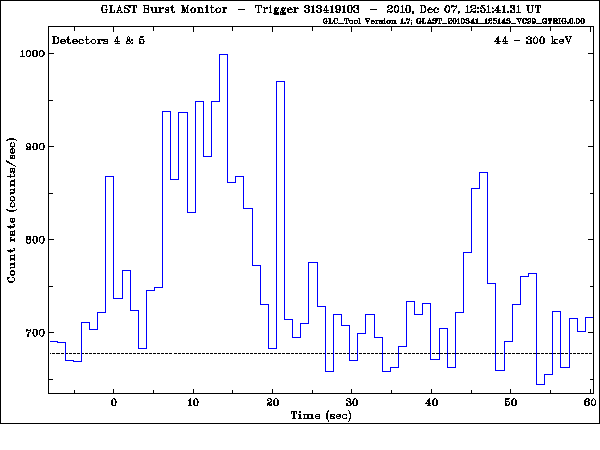 GLAST Burst Monitor - Trigger 313419103 - 2010, Dec 07, 12:51:41.31 UT
GLC_Tool Version 1.7; GLAST_2010341_125145_VC09_GTRIG.0.00
Detectors 4 & 5
44 - 300 keV
1000
900
800
700
Count rate (counts/sec)
0 10 20 30 40 50 60
Time (sec)